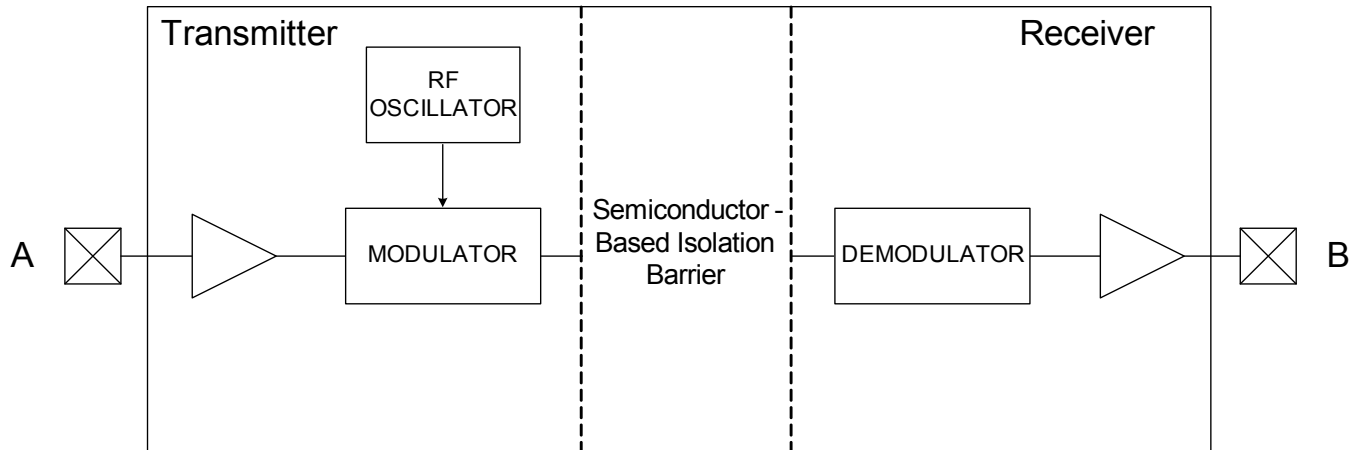 Transmitter
Receiver
RF
OSCILLATOR
A
MODULATOR
Semiconductor -
Based Isolation
Barrier
DEMODULATOR
B